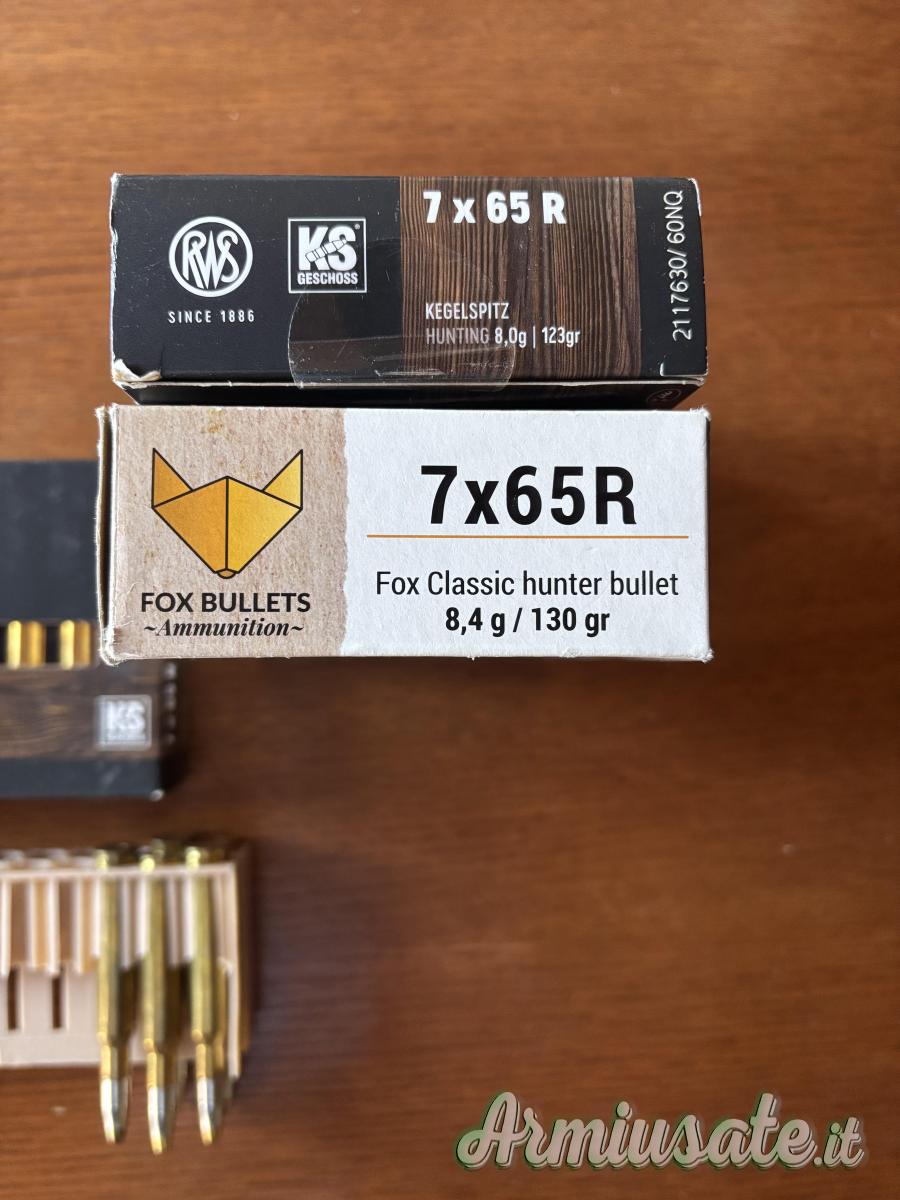 RWS
SINCE 1886
KS
GESCHOSS
7 x 65 R
KEGELSPITZ
HUNTING 8,0g | 123gr
2117630/ 60NQ
7x65R
Fox Classic hunter bullet
8,4 g / 130 gr
FOX BULLETS
~Ammunition~
KS
Armiusate.it